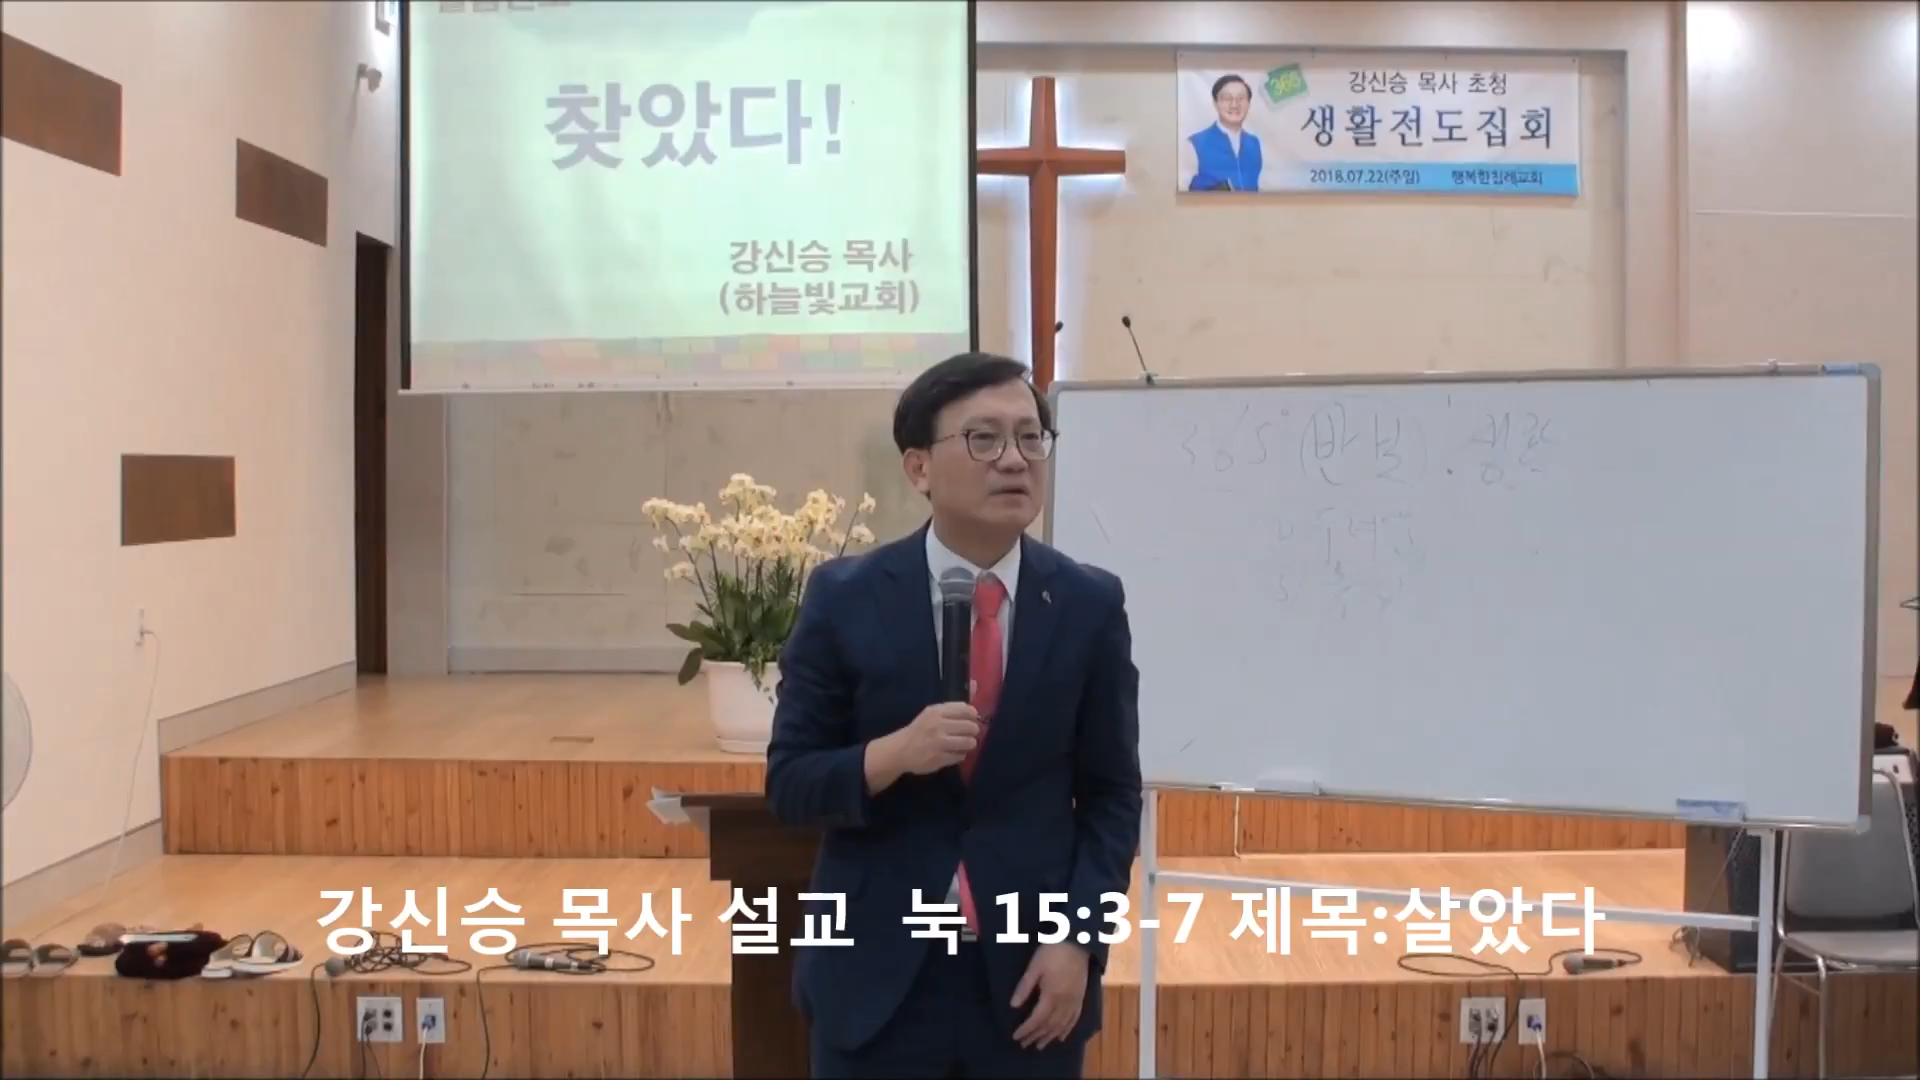 찾았다!
강신승 목사
(하늘빛교회)
365
강신승 목사 초청
생활전도집회
2018.07.22(주일) 행복한침례교회
365
강신승 목사 설교 눅 15:3-7 제목:살았다